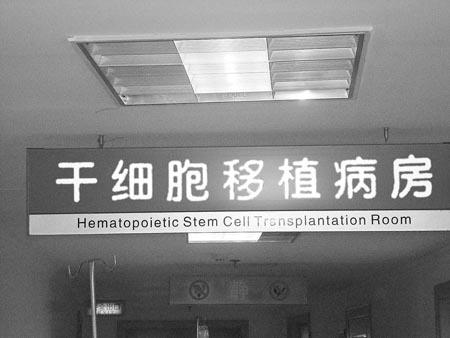 干细胞移植病房
Hematopoietic Stem Cell Transplantation Room